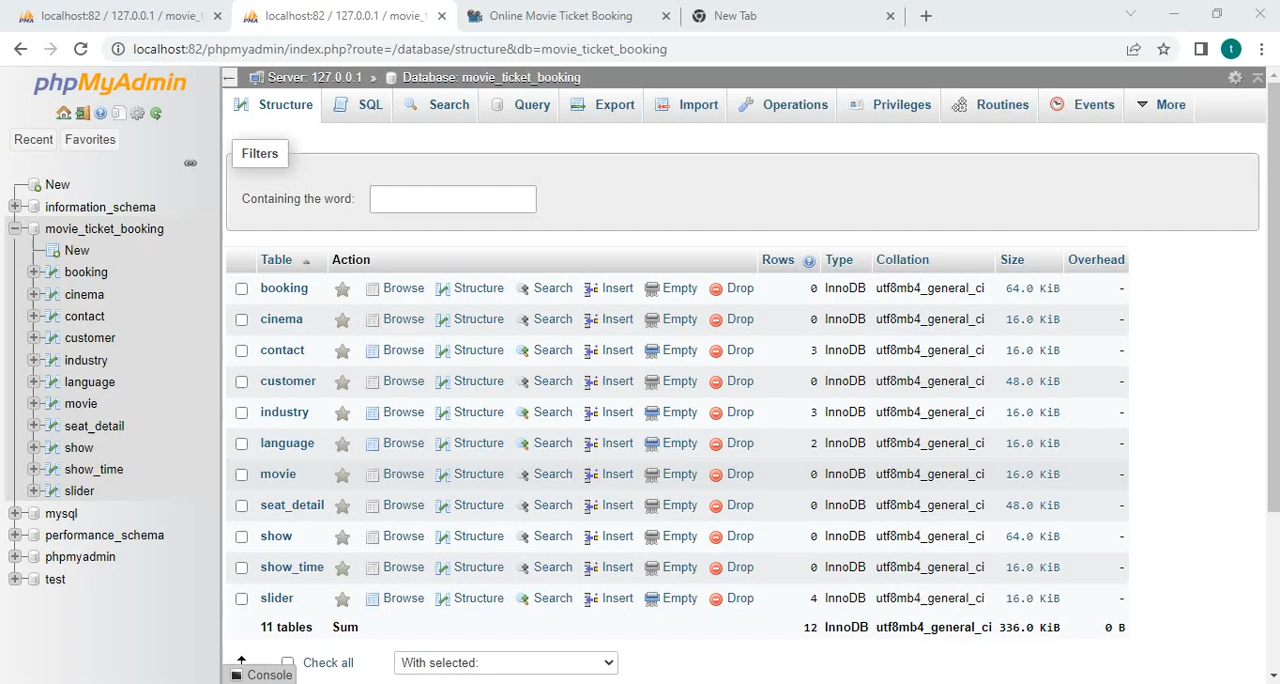 localhost:82 / 127.0.0.1 / movie_t
localhost:82 / 127.0.0.1 / movie_t
Online Movie Ticket Booking
New Tab
localhost:82/phpmyadmin/index.php?route=/database/structure&db=movie_ticket_booking
t
phpMyAdmin
Server: 127.0.0.1 » Database: movie_ticket_booking
Structure SQL Search Query Export Import Operations Privileges Routines Events More
Recent Favorites
New
information_schema
movie_ticket_booking
New
booking
cinema
contact
customer
industry
language
movie
seat_detail
show
show_time
slider
mysql
performance_schema
phpmyadmin
test
Filters
Containing the word:
Table Action Rows Type Collation Size Overhead
booking Browse Structure Search Insert Empty Drop 0 InnoDB utf8mb4_general_ci 64.0 KiB -
cinema Browse Structure Search Insert Empty Drop 0 InnoDB utf8mb4_general_ci 16.0 KiB -
contact Browse Structure Search Insert Empty Drop 3 InnoDB utf8mb4_general_ci 16.0 KiB -
customer Browse Structure Search Insert Empty Drop 0 InnoDB utf8mb4_general_ci 48.0 KiB -
industry Browse Structure Search Insert Empty Drop 3 InnoDB utf8mb4_general_ci 16.0 KiB -
language Browse Structure Search Insert Empty Drop 2 InnoDB utf8mb4_general_ci 16.0 KiB -
movie Browse Structure Search Insert Empty Drop 0 InnoDB utf8mb4_general_ci 16.0 KiB -
seat_detail Browse Structure Search Insert Empty Drop 0 InnoDB utf8mb4_general_ci 48.0 KiB -
show Browse Structure Search Insert Empty Drop 0 InnoDB utf8mb4_general_ci 64.0 KiB -
show_time Browse Structure Search Insert Empty Drop 0 InnoDB utf8mb4_general_ci 16.0 KiB -
slider Browse Structure Search Insert Empty Drop 4 InnoDB utf8mb4_general_ci 16.0 KiB -
11 tables Sum 12 InnoDB utf8mb4_general_ci 336.0 KiB 0 B
Check all With selected:
Console